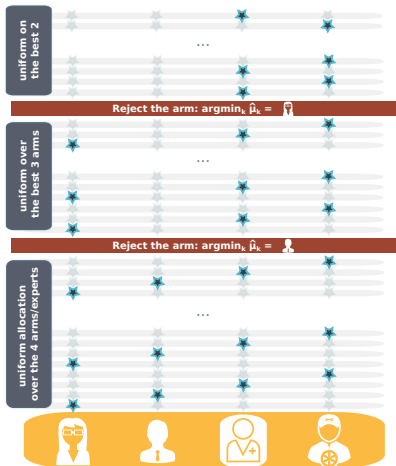 uniform on
the best 2
...
Reject the arm: argminₖ μ̂ₖ =
uniform over
the best 3 arms
...
Reject the arm: argminₖ μ̂ₖ =
uniform allocation
over the 4 arms/experts
...